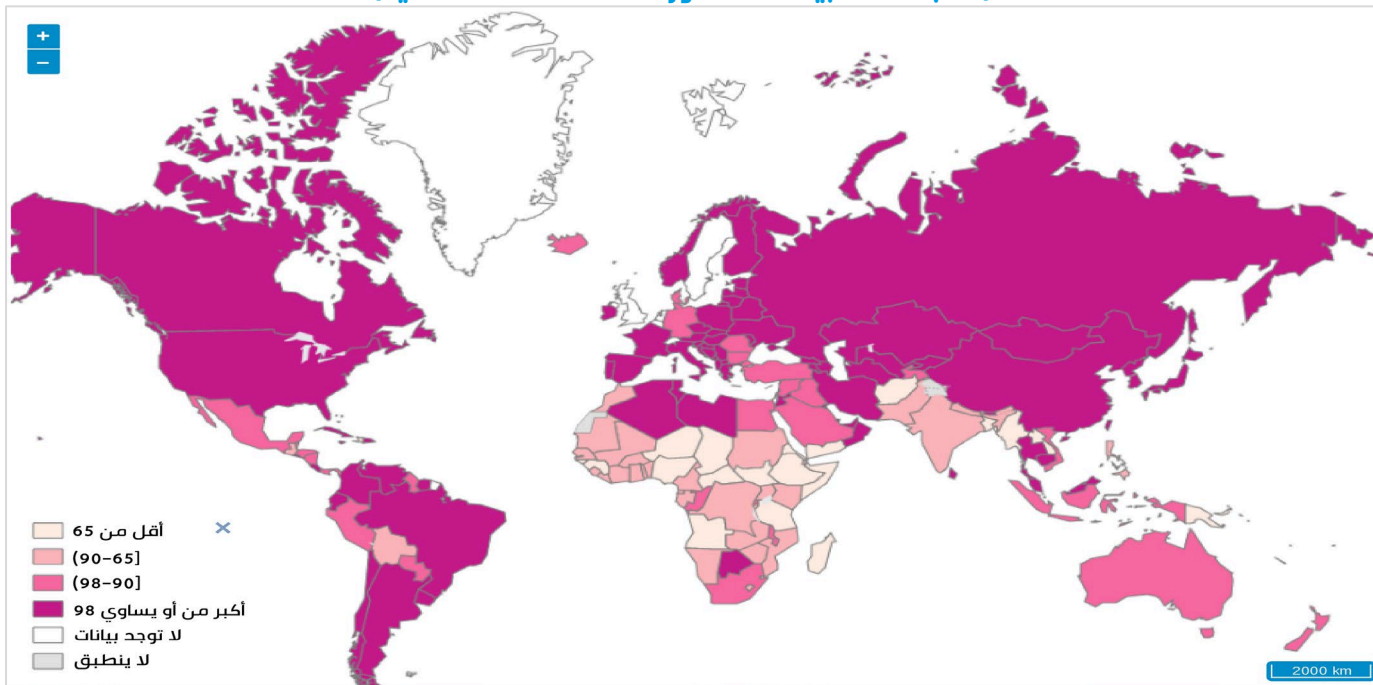 +
−
أقل من 65
(90-65]
(98-90]
أكبر من أو يساوي 98
لا توجد بيانات
لا ينطبق
2000 km